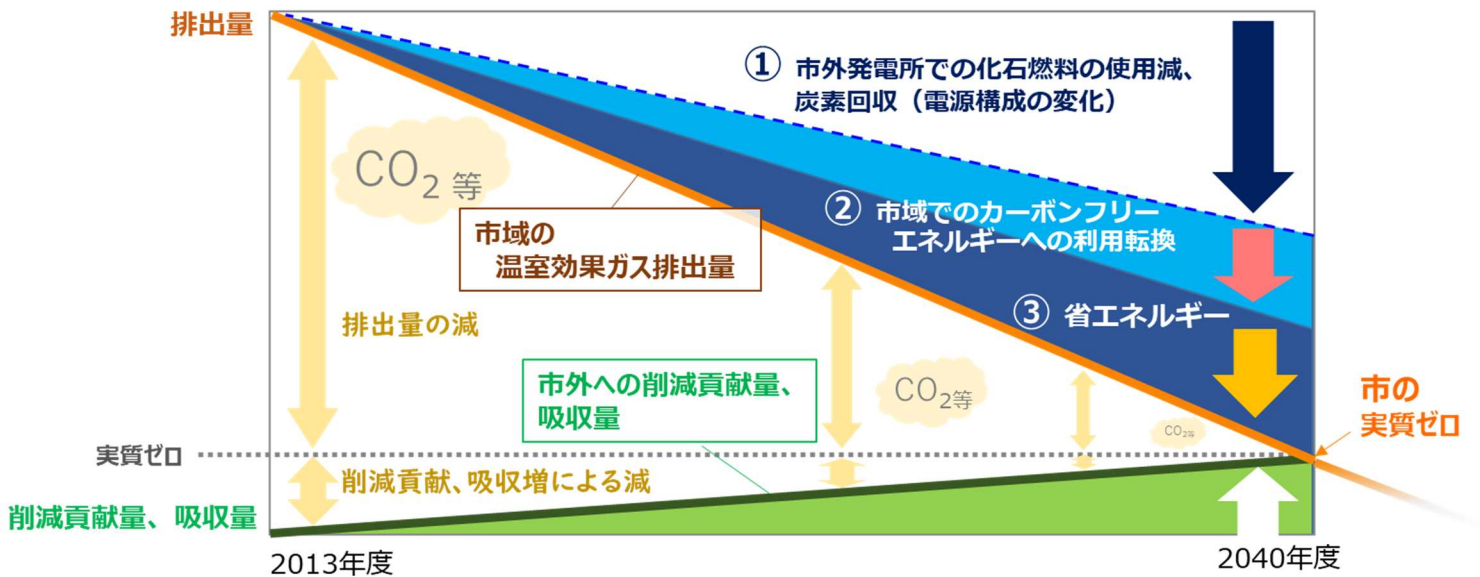 排出量
① 市外発電所での化石燃料の使用減、
炭素回収（電源構成の変化）
CO₂等
② 市域でのカーボンフリー
エネルギーへの利用転換
市域の
温室効果ガス排出量
③ 省エネルギー
排出量の減
市外への削減貢献量、
吸収量
CO₂等
CO₂等
市の
実質ゼロ
実質ゼロ
削減貢献、吸収増による減
削減貢献量、吸収量
2013年度
2040年度